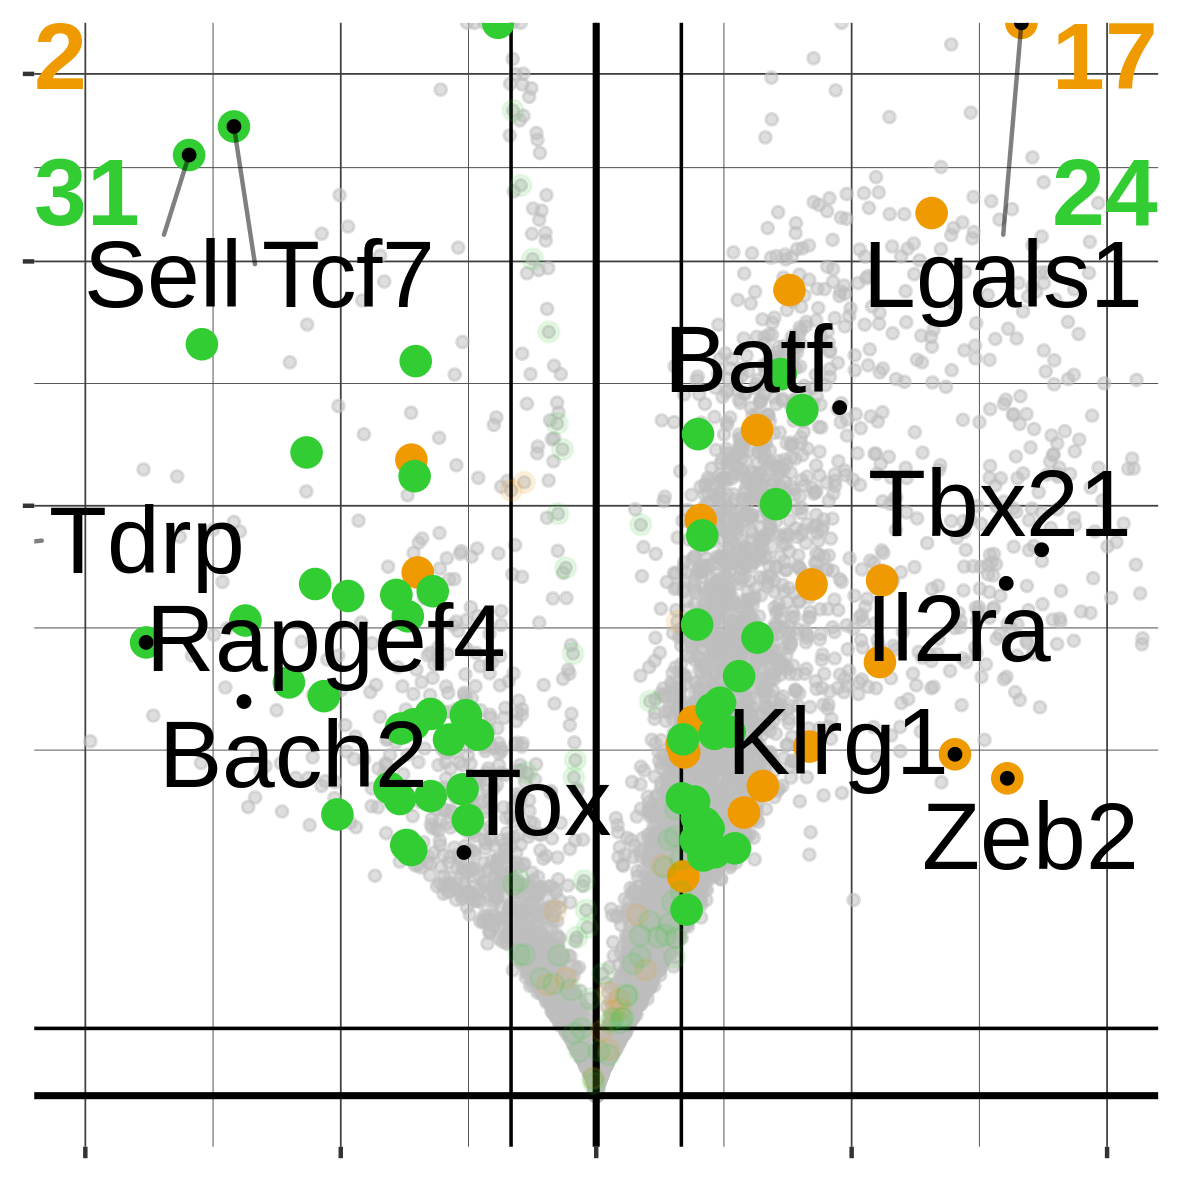 2
17
31
24
Sell Tcf7
Lgals1
Batf
Tbx21
Tdrp
Il2ra
Rapgef4
Klrg1
Bach2
Tox
Zeb2